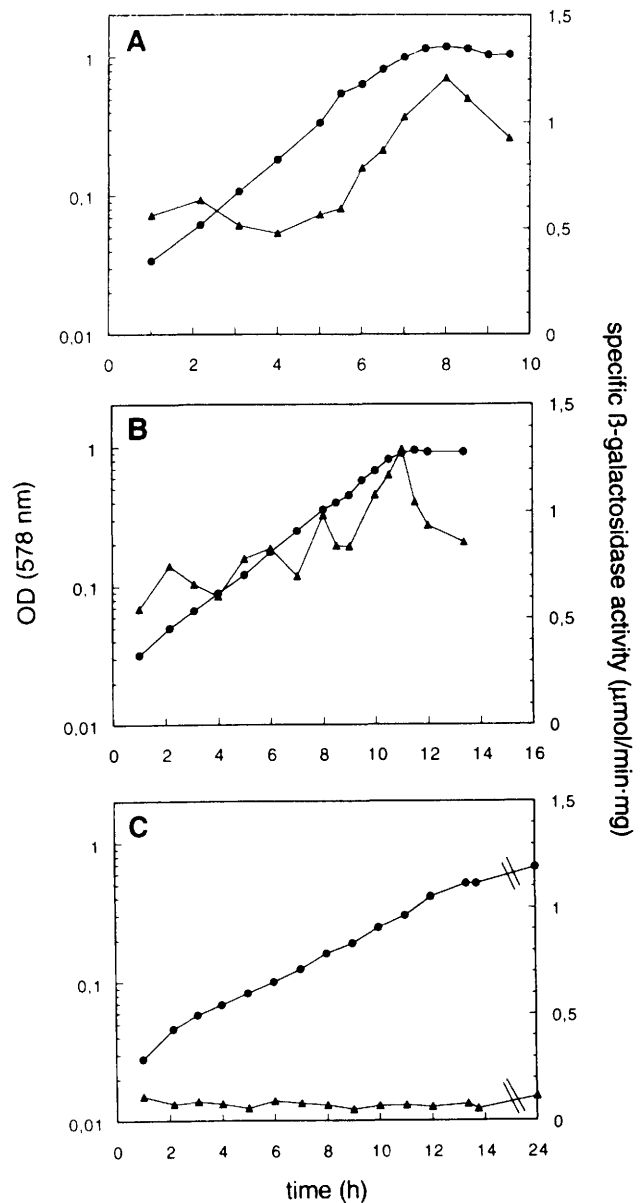 A
1
0,1
0,01
1,5
1
0,5
0
0 2 4 6 8 10
B
1
0,1
0,01
1,5
1
0,5
0
0 2 4 6 8 10 12 14 16
C
1
0,1
0,01
1,5
1
0,5
0
0 2 4 6 8 10 12 14 24
OD (578 nm)
specific ß-galactosidase activity (µmol/min·mg)
time (h)